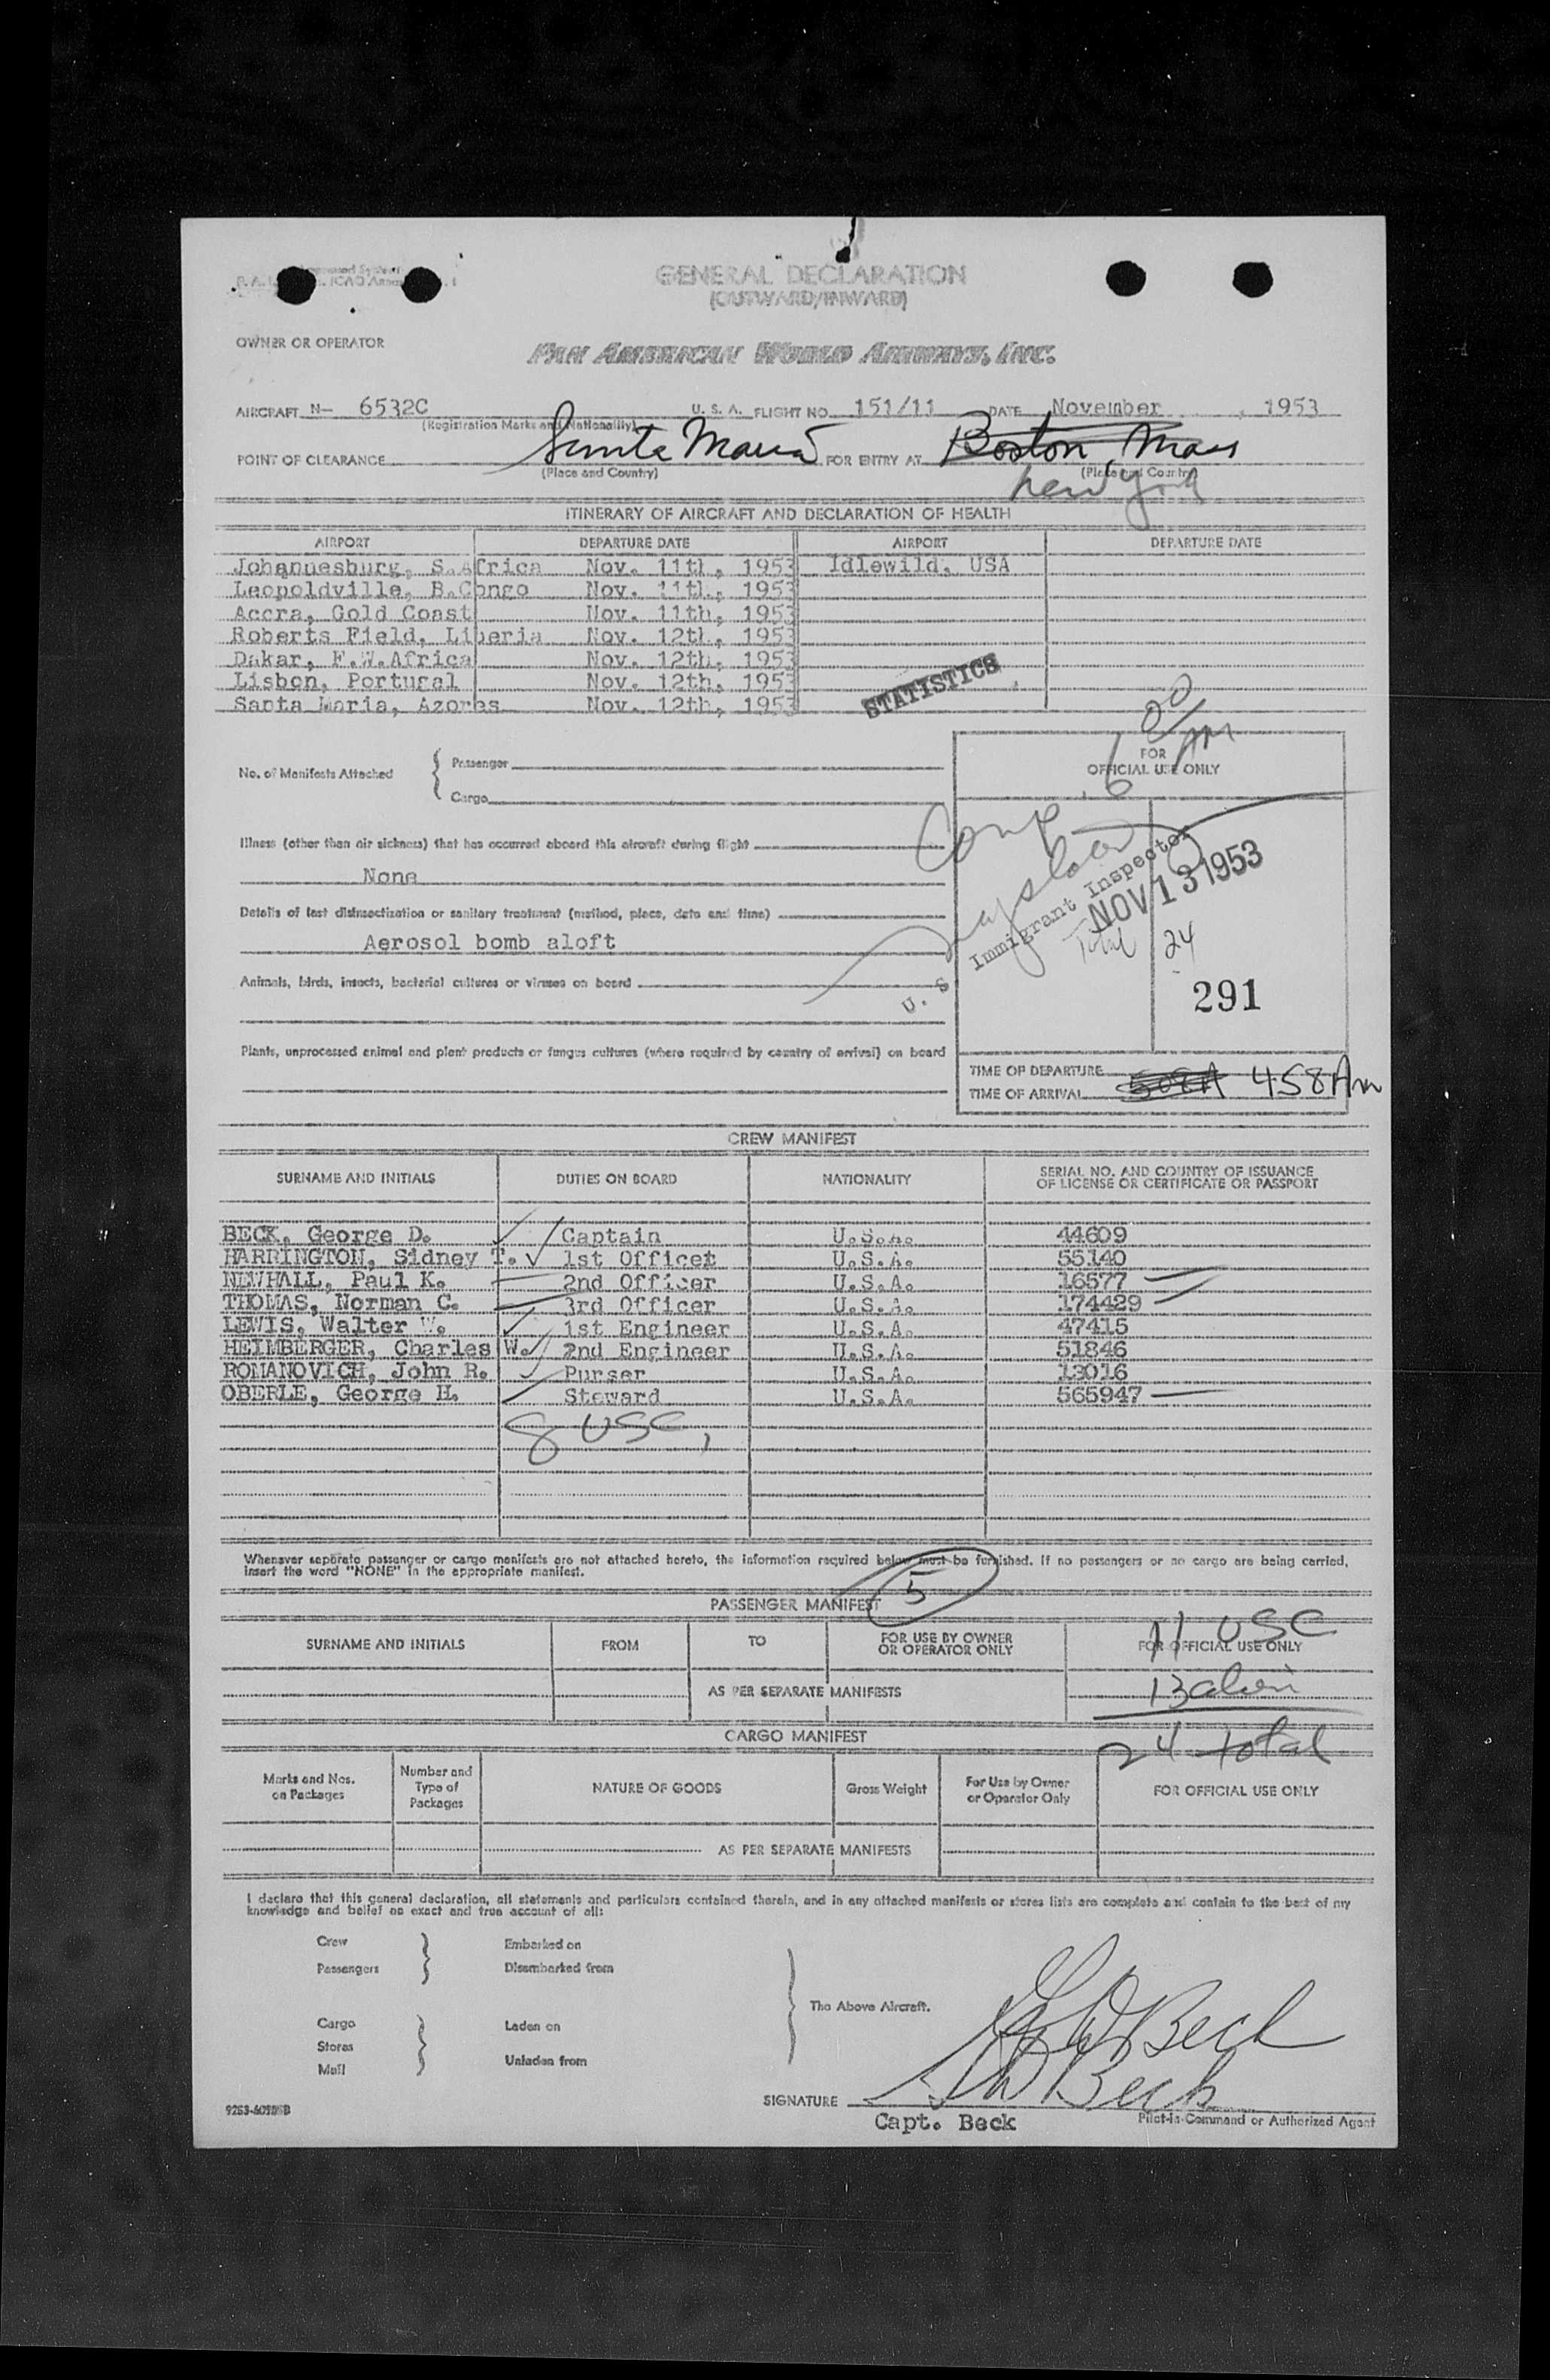 GENERAL DECLARATION
(OUTWARD/INWARD)
OWNER OR OPERATOR
PAN AMERICAN WORLD AIRWAYS, INC.
AIRCRAFT N— 6532C U. S. A. FLIGHT NO. 151/11 DATE November , 1953
(Registration Marks and Nationality)
POINT OF CLEARANCE Santa Maria FOR ENTRY AT Boston, Mass
(Place and Country) (Place and Country)
New York
ITINERARY OF AIRCRAFT AND DECLARATION OF HEALTH
AIRPORT DEPARTURE DATE AIRPORT DEPARTURE DATE
Johannesburg, S.Africa Nov. 11th, 1953 Idlewild, USA
Leopoldville, B.Congo Nov. 11th, 1953
Accra, Gold Coast Nov. 11th, 1953
Roberts Field, Liberia Nov. 12th, 1953
Dakar, F.W.Africa Nov. 12th, 1953
Lisbon, Portugal Nov. 12th, 1953
Santa Maria, Azores Nov. 12th, 1953
STATISTICS
No. of Manifests Attached
Passenger
Cargo
FOR
OFFICIAL USE ONLY
Comp. 6 00/AM
Illness (other than air sickness) that has occurred aboard this aircraft during flight
None
Details of last disinsectization or sanitary treatment (method, place, date and time)
Aerosol bomb aloft
Animals, birds, insects, bacterial cultures or viruses on board
Plants, unprocessed animal and plant products or fungus cultures (where required by country of arrival) on board
U. S. Immigrant Inspector
NOV 13 1953
Total 24
291
TIME OF DEPARTURE
TIME OF ARRIVAL 508A 458Am
CREW MANIFEST
SURNAME AND INITIALS DUTIES ON BOARD NATIONALITY SERIAL NO. AND COUNTRY OF ISSUANCE
OF LICENSE OR CERTIFICATE OR PASSPORT
BECK, George D. Captain U.S.A. 44609
HARRINGTON, Sidney T. 1st Officer U.S.A. 55140
NEWHALL, Paul K. 2nd Officer U.S.A. 16577
THOMAS, Norman C. 3rd Officer U.S.A. 174429
LEWIS, Walter W. 1st Engineer U.S.A. 47415
HEIMBERGER, Charles W. 2nd Engineer U.S.A. 51846
ROMANOVICH, John R. Purser U.S.A. 13016
OBERLE, George H. Steward U.S.A. 565947
8 USC,
Whenever separate passenger or cargo manifests are not attached hereto, the information required below must be furnished. If no passengers or no cargo are being carried,
insert the word "NONE" in the appropriate manifest.
5
PASSENGER MANIFEST
SURNAME AND INITIALS FROM TO FOR USE BY OWNER
OR OPERATOR ONLY FOR OFFICIAL USE ONLY
11 USC
AS PER SEPARATE MANIFESTS
13 alien
24 total
CARGO MANIFEST
Marks and Nos.
on Packages
Number and
Type of
Packages
NATURE OF GOODS
Gross Weight
For Use by Owner
or Operator Only
FOR OFFICIAL USE ONLY
AS PER SEPARATE MANIFESTS
I declare that this general declaration, all statements and particulars contained therein, and in any attached manifests or stores lists are complete and contain to the best of my
knowledge and belief an exact and true account of all:
Crew Embarked on
Passengers Disembarked from
The Above Aircraft.
Cargo Laden on
Stores
Mail Unladen from
G D Beck
G D Beck
SIGNATURE
Capt. Beck Pilot-in-Command or Authorized Agent